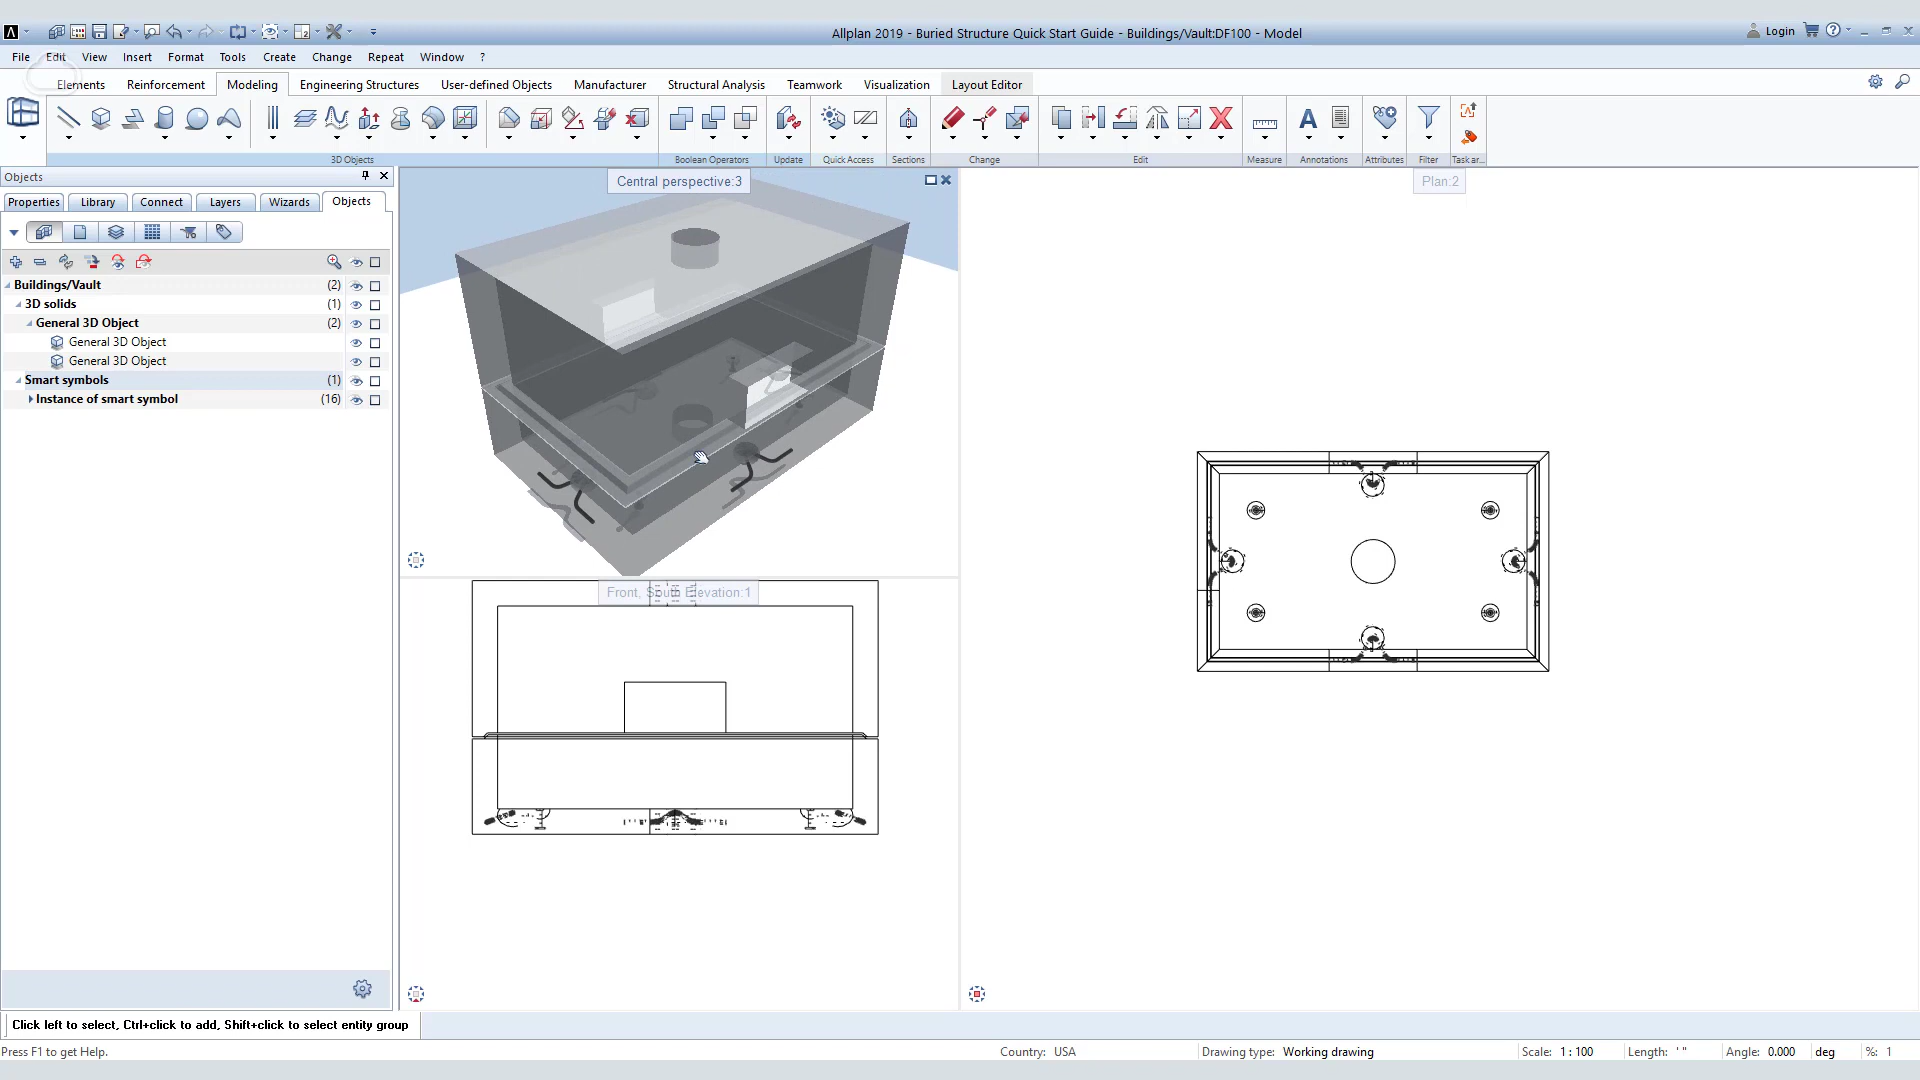 Allplan 2019 - Buried Structure Quick Start Guide - Buildings/Vault:DF100 - Model
Login
File Edit View Insert Format Tools Create Change Repeat Window ?
Elements Reinforcement Modeling Engineering Structures User-defined Objects Manufacturer Structural Analysis Teamwork Visualization Layout Editor
3D Objects Boolean Operators Update Quick Access Sections Change Edit Measure Annotations Attributes Filter Task ar...
Objects
Central perspective:3
Plan:2
Properties Library Connect Layers Wizards Objects
Buildings/Vault (2)
3D solids (1)
General 3D Object (2)
General 3D Object
General 3D Object
Smart symbols (1)
Instance of smart symbol (16)
Front, South Elevation:1
Click left to select, Ctrl+click to add, Shift+click to select entity group
Press F1 to get Help. Country: USA Drawing type: Working drawing Scale: 1 : 100 Length: ' " Angle: 0.000 deg %: 1